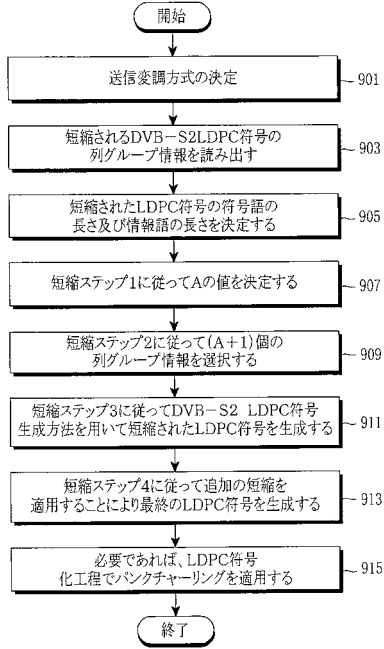 開始
送信変調方式の決定
901
短縮されるDVB-S2LDPC符号の
列グループ情報を読み出す
903
短縮されたLDPC符号の符号語の
長さ及び情報語の長さを決定する
905
短縮ステップ1に従ってAの値を決定する
907
短縮ステップ2に従って(A+1)個の
列グループ情報を選択する
909
短縮ステップ3に従ってDVB-S2 LDPC符号
生成方法を用いて短縮されたLDPC符号を生成する
911
短縮ステップ4に従って追加の短縮を
適用することにより最終のLDPC符号を生成する
913
必要であれば、LDPC符号
化工程でパンクチャーリングを適用する
915
終了